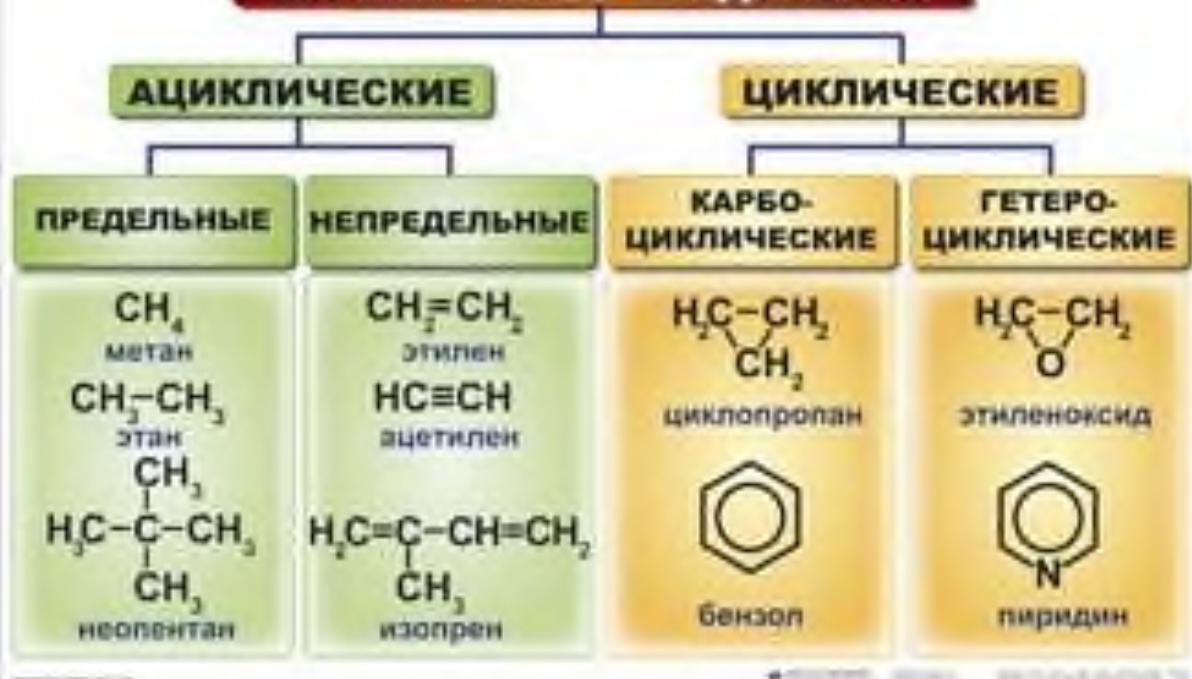 АЦИКЛИЧЕСКИЕ
ЦИКЛИЧЕСКИЕ
ПРЕДЕЛЬНЫЕ
НЕПРЕДЕЛЬНЫЕ
КАРБО-
ЦИКЛИЧЕСКИЕ
ГЕТЕРО-
ЦИКЛИЧЕСКИЕ
CH₄
метан
CH₃–CH₃
этан
CH₃
H₃C–C–CH₃
CH₃
неопентан
CH₂=CH₂
этилен
HC≡CH
ацетилен
H₂C=C–CH=CH₂
CH₃
изопрен
H₂C–CH₂
CH₂
циклопропан
бензол
H₂C–CH₂
O
этиленоксид
N
пиридин